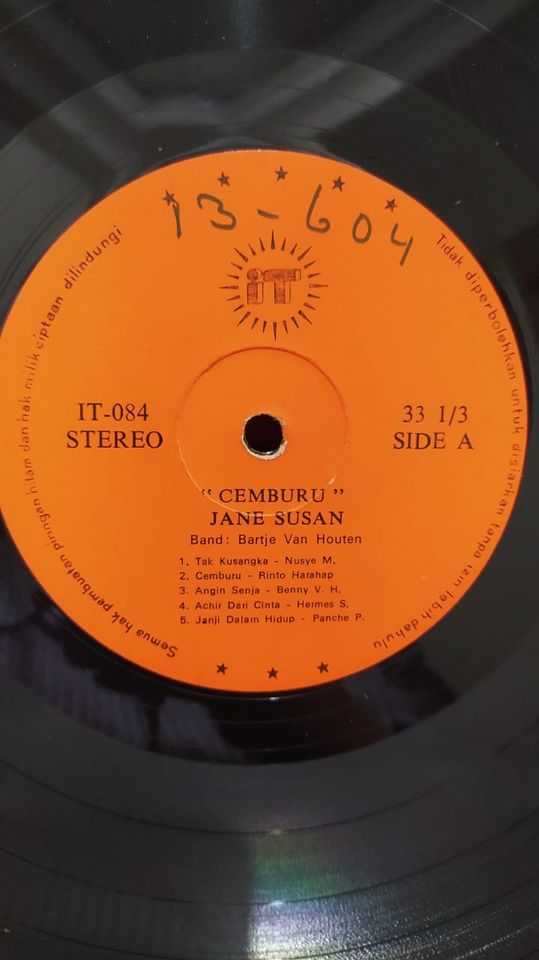 13-604
iT
Semua hak pembuatan piringan hitam dan hak milik ciptaan dilindungi
Tidak diperbolehkan untuk disiarkan tanpa izin lebih dahulu
IT-084
STEREO
33 1/3
SIDE A
“ CEMBURU ”
JANE SUSAN
Band: Bartje Van Houten
1. Tak Kusangka - Nusye M.
2. Cemburu - Rinto Harahap
3. Angin Senja - Benny V. H.
4. Achir Dari Cinta - Hermes S.
5. Janji Dalam Hidup - Panche P.